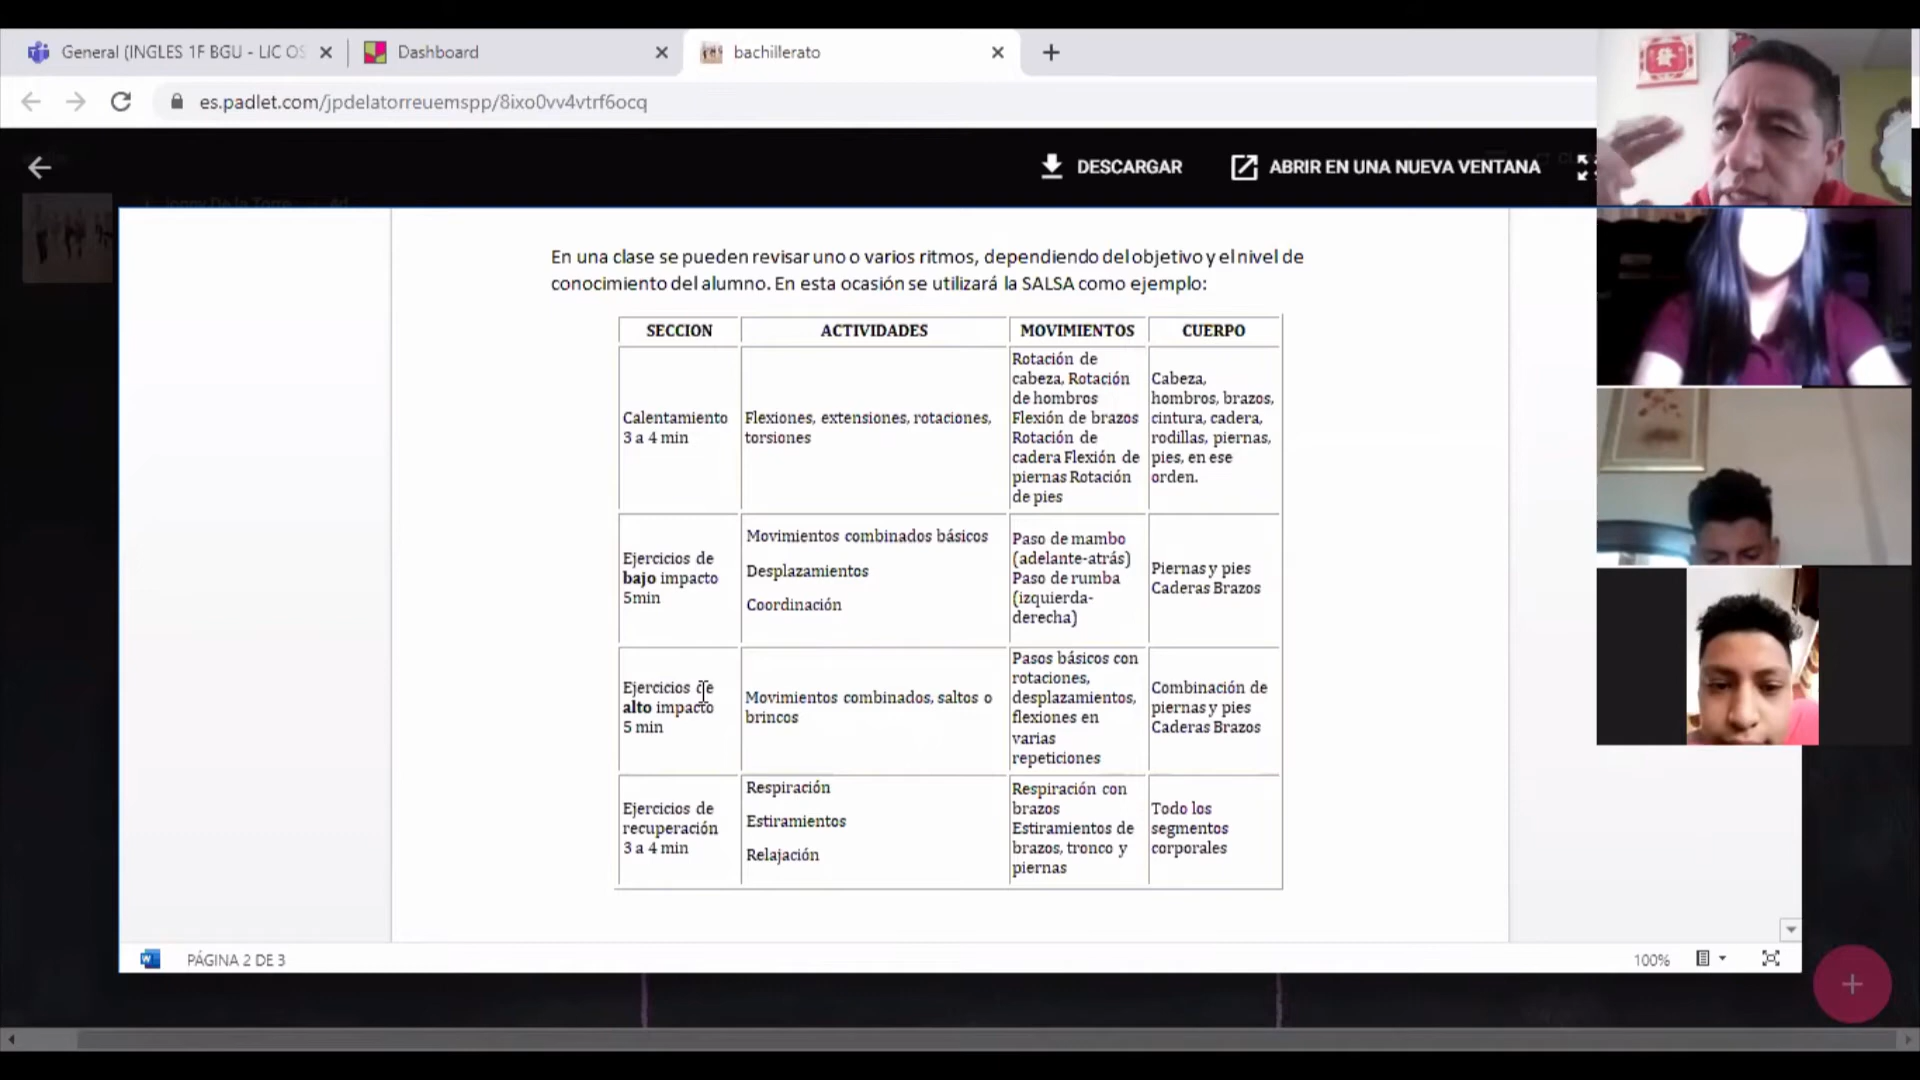 General (INGLES 1F BGU - LIC OS
Dashboard
bachillerato
es.padlet.com/jpdelatorreuemspp/8ixo0vv4vtrf6ocq
DESCARGAR
ABRIR EN UNA NUEVA VENTANA
En una clase se pueden revisar uno o varios ritmos, dependiendo del objetivo y el nivel de
conocimiento del alumno. En esta ocasión se utilizará la SALSA como ejemplo:
SECCION
ACTIVIDADES
MOVIMIENTOS
CUERPO
Calentamiento
3 a 4 min
Flexiones, extensiones, rotaciones,
torsiones
Rotación de
cabeza, Rotación
de hombros
Flexión de brazos
Rotación de
cadera Flexión de
piernas Rotación
de pies
Cabeza,
hombros, brazos,
cintura, cadera,
rodillas, piernas,
pies, en ese
orden.
Ejercicios de
bajo impacto
5min
Movimientos combinados básicos
Desplazamientos
Coordinación
Paso de mambo
(adelante-atrás)
Paso de rumba
(izquierda-
derecha)
Piernas y pies
Caderas Brazos
Ejercicios de
alto impacto
5 min
Movimientos combinados, saltos o
brincos
Pasos básicos con
rotaciones,
desplazamientos,
flexiones en
varias
repeticiones
Combinación de
piernas y pies
Caderas Brazos
Ejercicios de
recuperación
3 a 4 min
Respiración
Estiramientos
Relajación
Respiración con
brazos
Estiramientos de
brazos, tronco y
piernas
Todo los
segmentos
corporales
PÁGINA 2 DE 3
100%